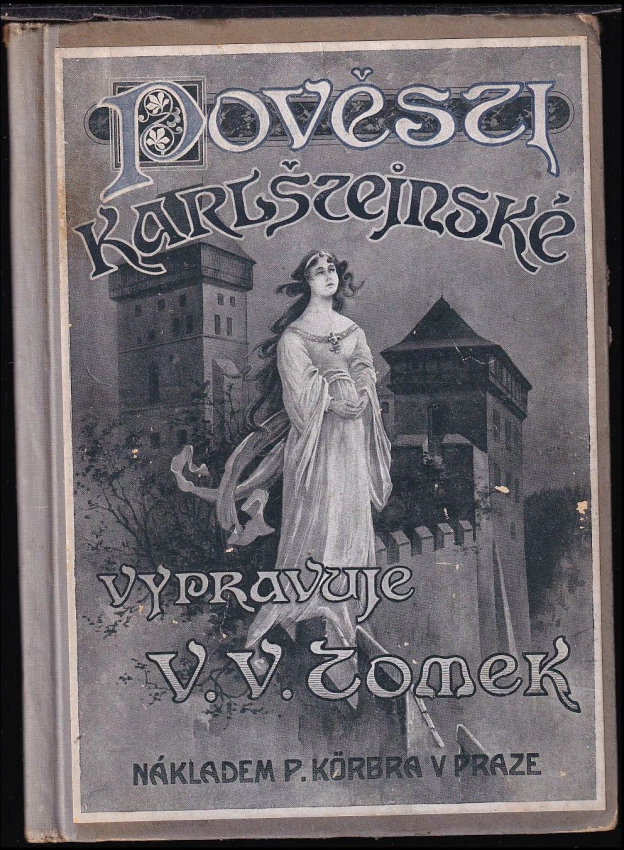 Pověsti
Karlštejnské
vypravuje
V. V. Tomek
NÁKLADEM P. KÖRBRA V PRAZE